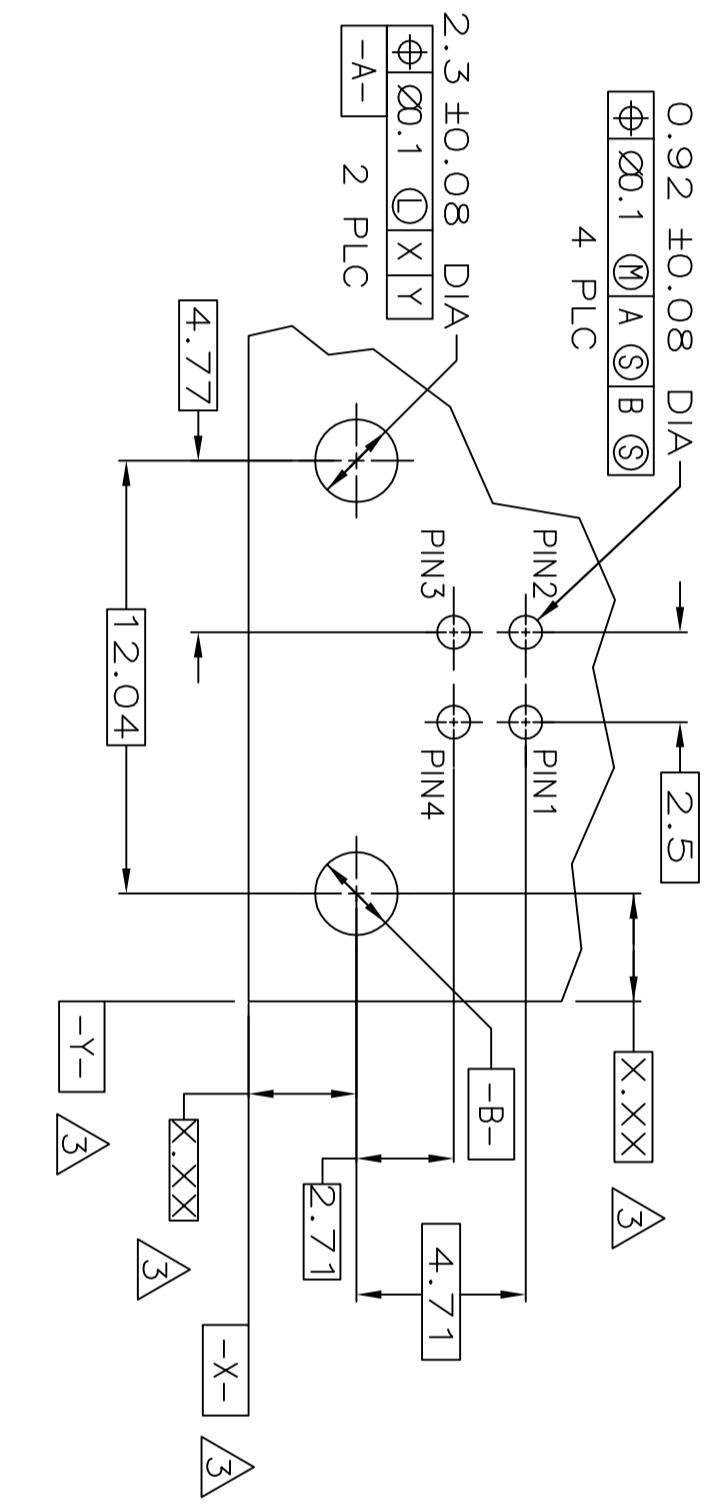 0.92 ±0.08 DIA
⌖ Ø0.1 Ⓜ A Ⓢ B Ⓢ
4 PLC
2.3 ±0.08 DIA
⌖ Ø0.1 Ⓛ X Y
-A-
2 PLC
4.77
12.04
PIN2
PIN3
PIN1
PIN4
2.5
X.XX
3
-B-
4.71
2.71
X.XX
3
-Y-
3
-X-
3